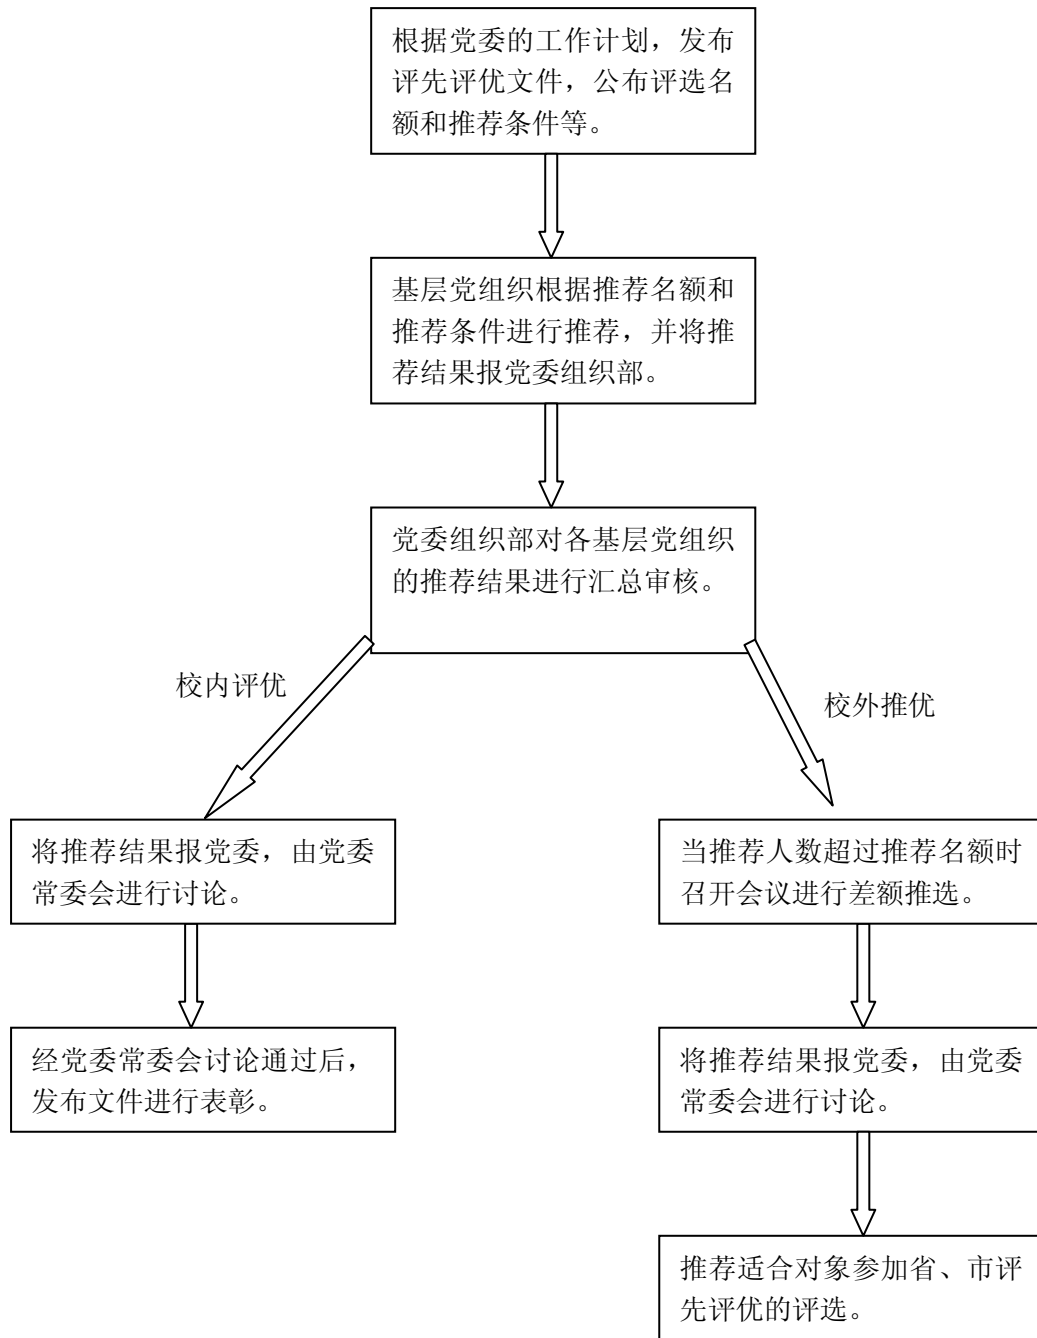 根据党委的工作计划，发布
评先评优文件，公布评选名
额和推荐条件等。
基层党组织根据推荐名额和
推荐条件进行推荐，并将推
荐结果报党委组织部。
党委组织部对各基层党组织
的推荐结果进行汇总审核。
校内评优
校外推优
将推荐结果报党委，由党委
常委会进行讨论。
经党委常委会讨论通过后，
发布文件进行表彰。
当推荐人数超过推荐名额时
召开会议进行差额推选。
将推荐结果报党委，由党委
常委会进行讨论。
推荐适合对象参加省、市评
先评优的评选。